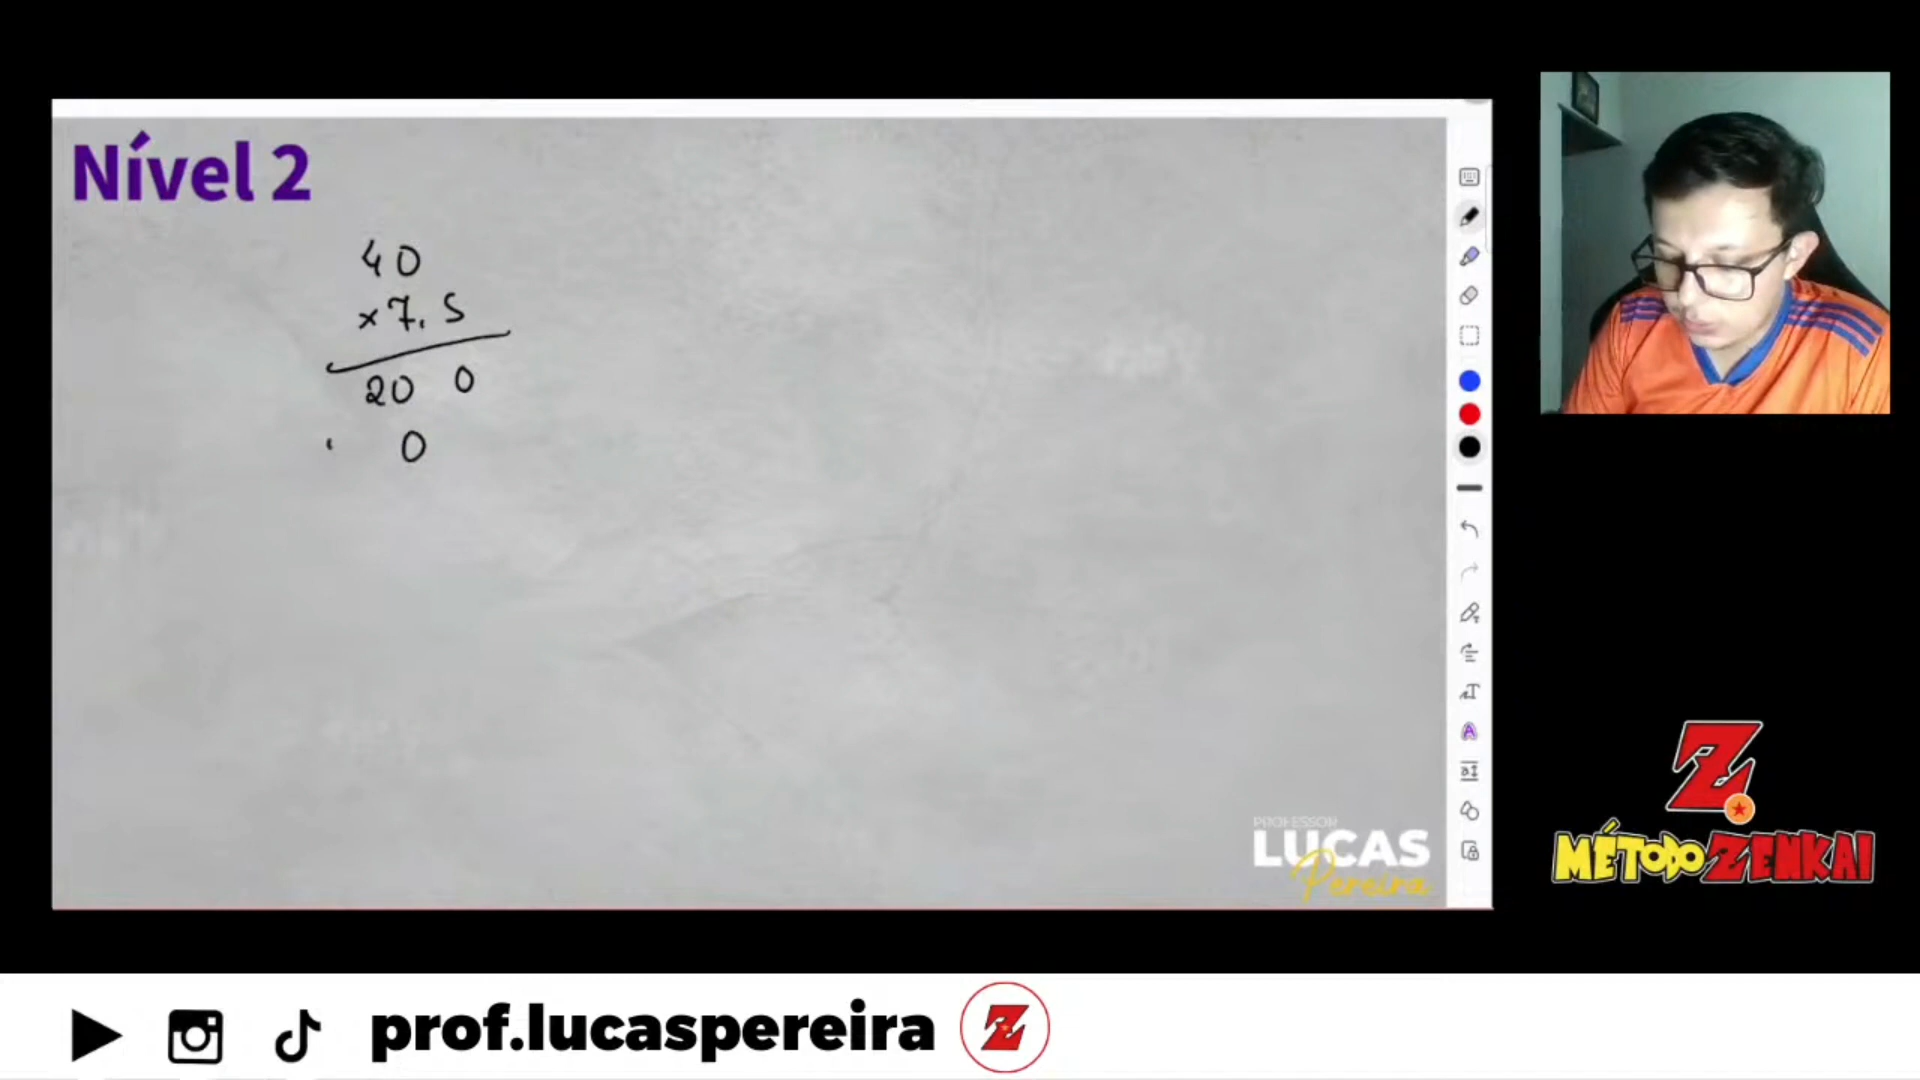 Nível 2
40
×7.5
20 0
0
PROFESSOR
LUCAS
Pereira
Z
MÉTODO ZENKAI
prof.lucaspereira
Z